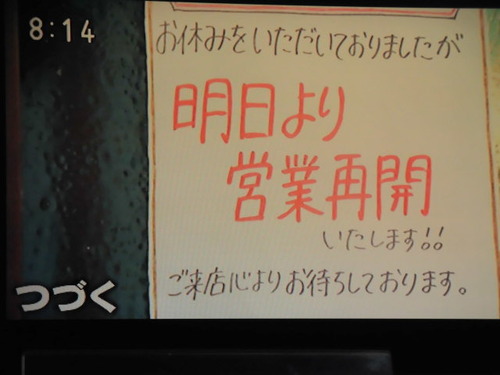 8:14
お休みをいただいておりましたが
明日より
営業再開
いたします!!
ご来店心よりお待ちしております。
つづく